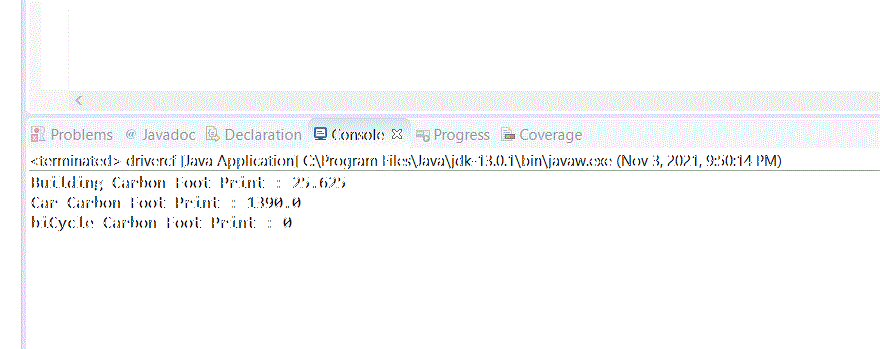 Problems @ Javadoc Declaration Console Progress Coverage
<terminated> drivercf [Java Application] C:\Program Files\Java\jdk-13.0.1\bin\javaw.exe (Nov 3, 2021, 9:50:14 PM)
Building Carbon Foot Print : 25.625
Car Carbon Foot Print : 1390.0
biCycle Carbon Foot Print : 0